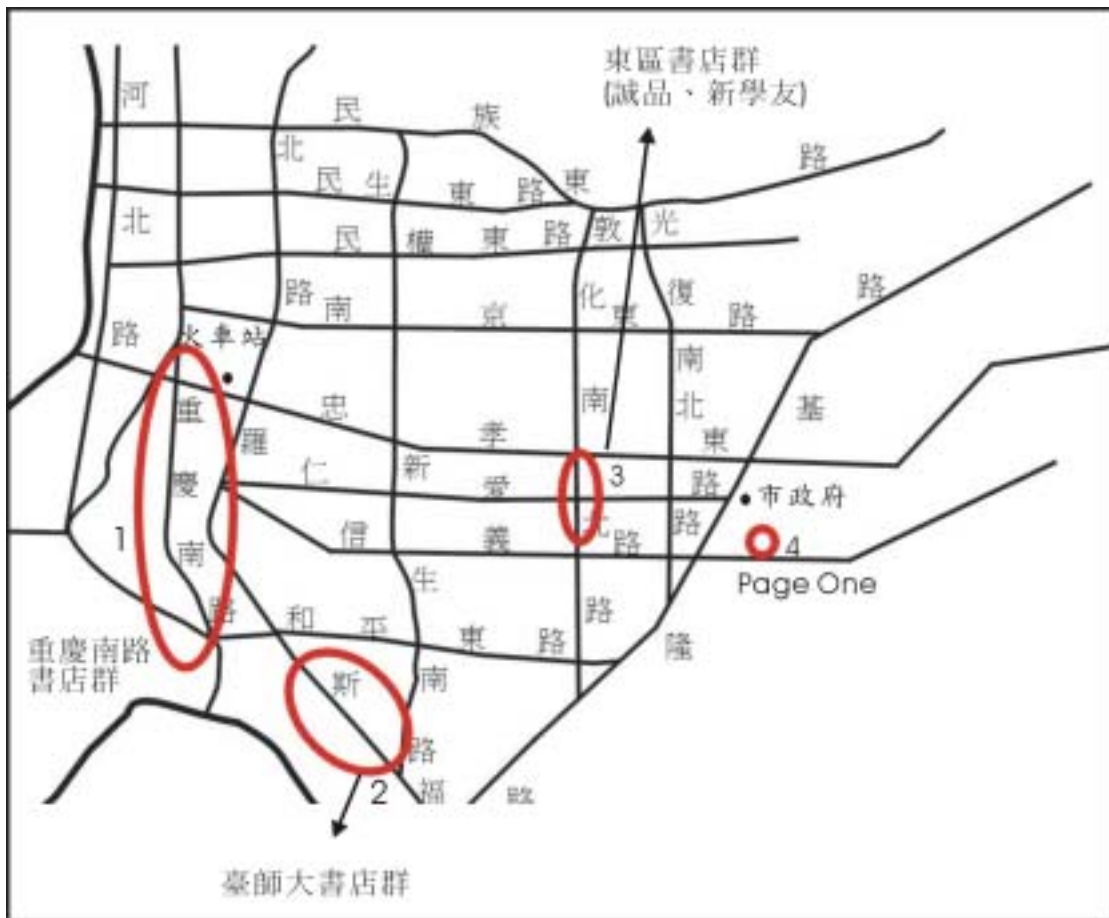 東區書店群
(誠品、新學友)
河北路
民族東路
北路
民生東路
民權東路
敦化南北路
光復南北路
南京東路
基隆路
火車站
重慶南路
羅斯福路
忠孝東路
仁愛路
新生南路
信義路
和平東路
市政府
1
2
3
4
Page One
重慶南路
書店群
臺師大書店群